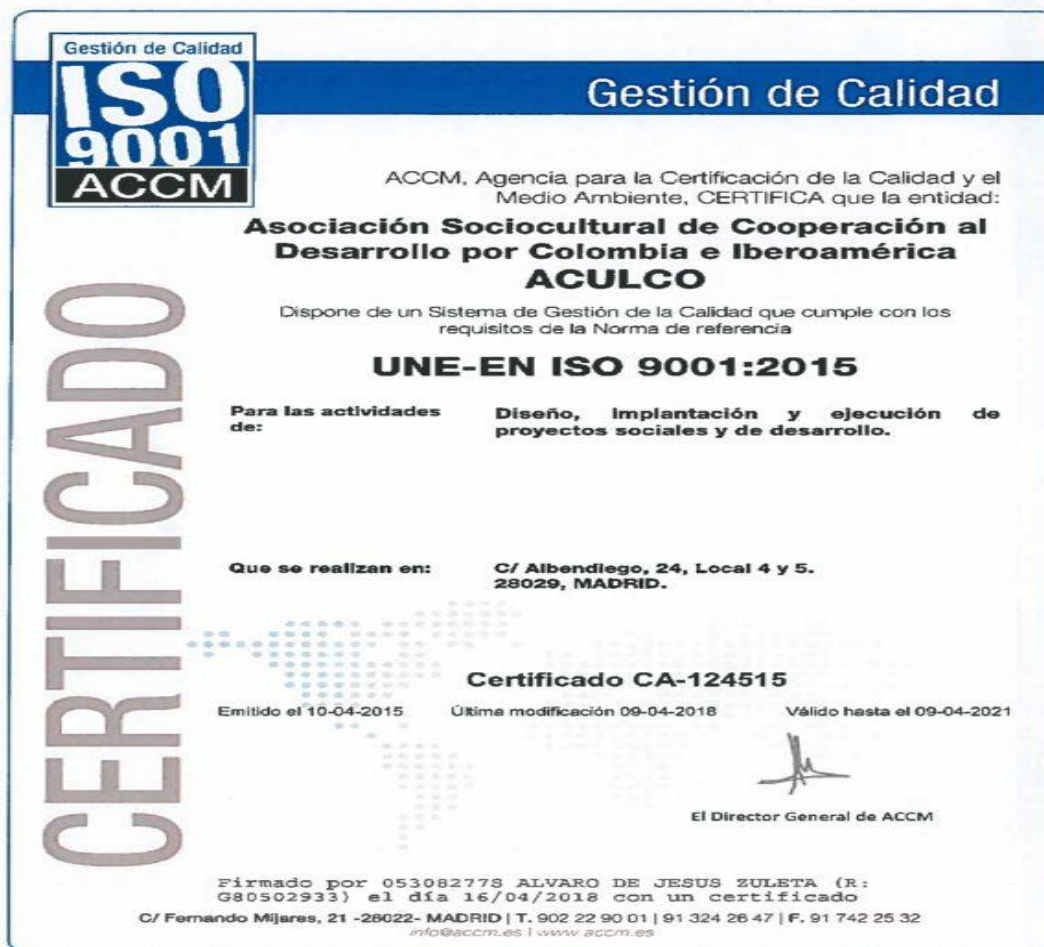 Gestión de Calidad
ISO
9001
ACCM
Gestión de Calidad
ACCM, Agencia para la Certificación de la Calidad y el
Medio Ambiente, CERTIFICA que la entidad:
Asociación Sociocultural de Cooperación al
Desarrollo por Colombia e Iberoamérica
ACULCO
Dispone de un Sistema de Gestión de la Calidad que cumple con los
requisitos de la Norma de referencia
UNE-EN ISO 9001:2015
CERTIFICADO
Para las actividades de:
Diseño, implantación y ejecución de
proyectos sociales y de desarrollo.
Que se realizan en:
C/ Albendiego, 24, Local 4 y 5.
28029, MADRID.
Certificado CA-124515
Emitido el 10-04-2015 Última modificación 09-04-2018 Válido hasta el 09-04-2021
El Director General de ACCM
Firmado por 05308277S ALVARO DE JESUS ZULETA (R:
G80502933) el día 16/04/2018 con un certificado
C/ Fernando Mijares, 21 -28022- MADRID | T. 902 22 90 01 | 91 324 26 47 | F. 91 742 25 32
info@accm.es | www.accm.es